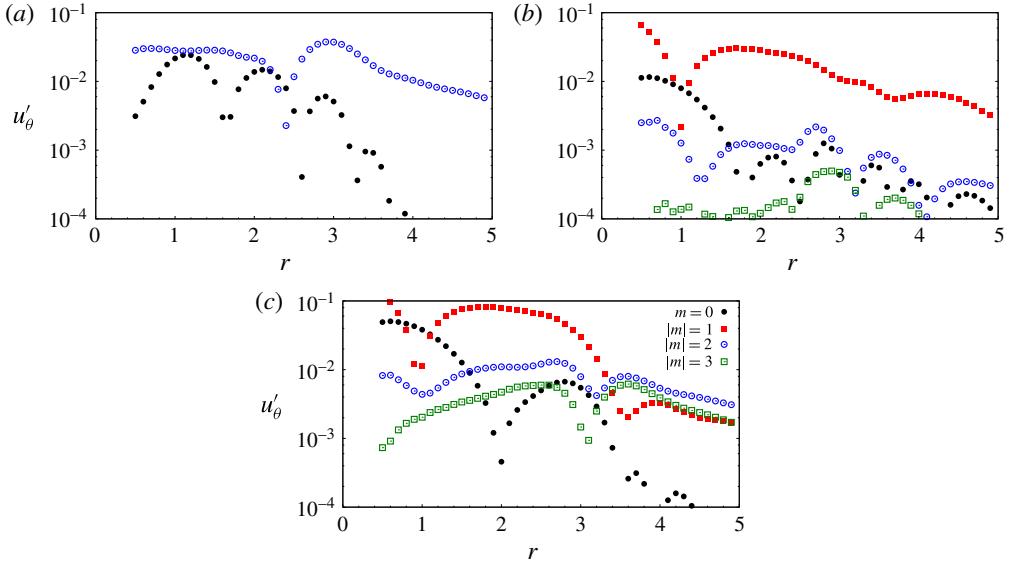 (a)
10⁻¹
10⁻²
10⁻³
10⁻⁴
u′θ
0 1 2 3 4 5
r
(b)
10⁻¹
10⁻²
10⁻³
10⁻⁴
0 1 2 3 4 5
r
(c)
10⁻¹
10⁻²
10⁻³
10⁻⁴
u′θ
m = 0
|m| = 1
|m| = 2
|m| = 3
0 1 2 3 4 5
r